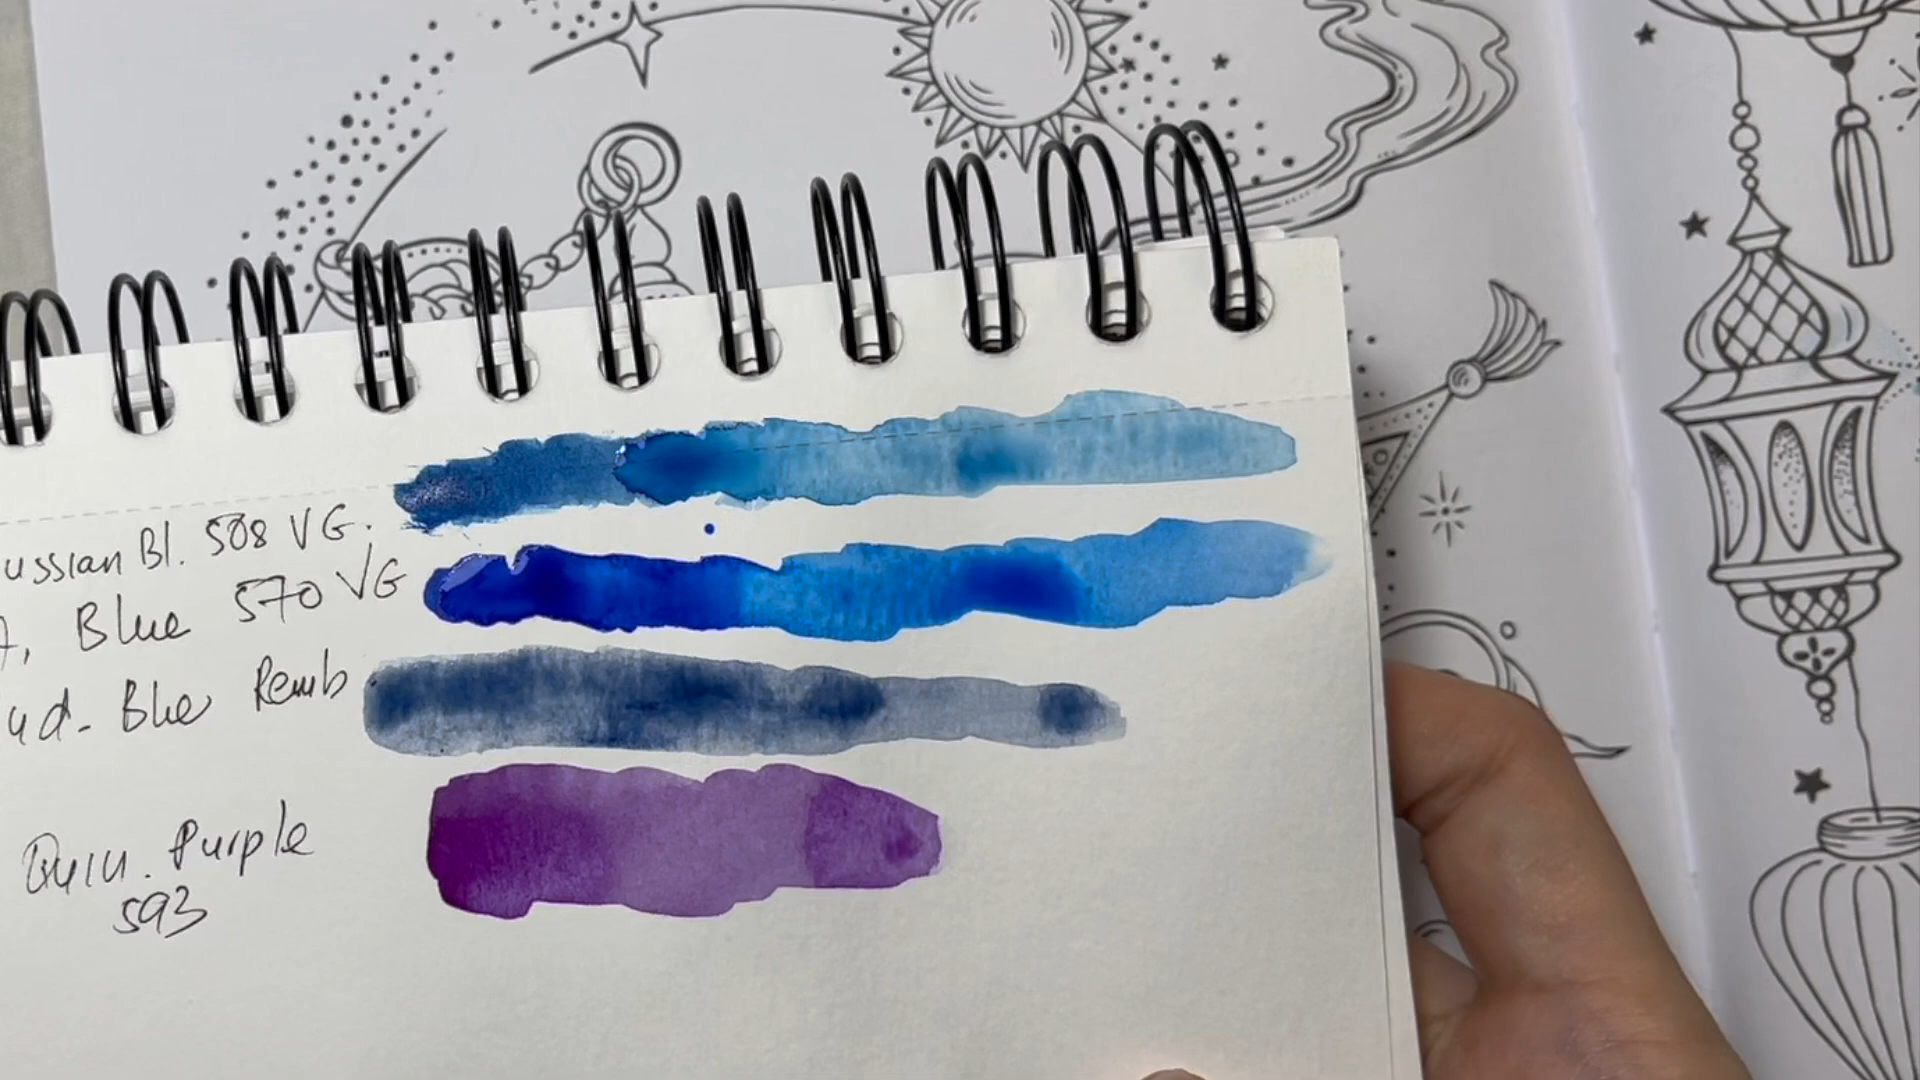 ussian Bl. 508 VG.
Blue 570 VG
ud. Blue Remb
Quin. Purple
593